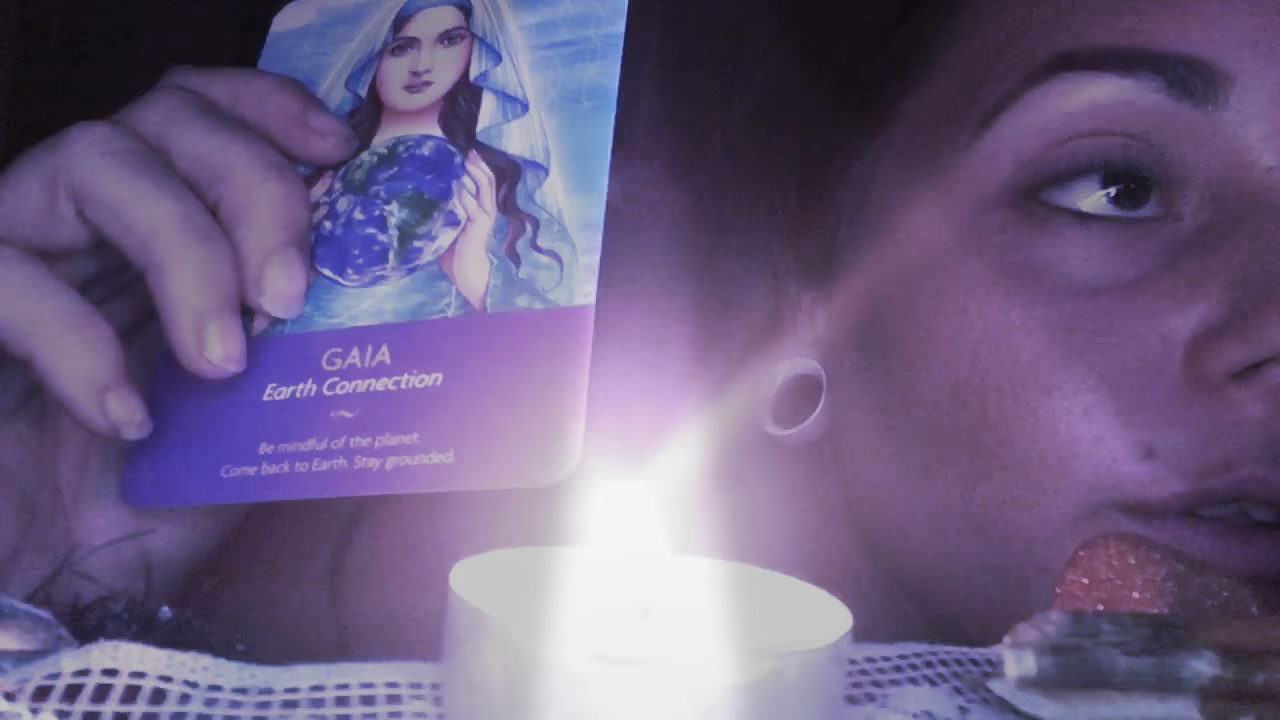 GAIA
Earth Connection
Be mindful of the planet.
Come back to Earth. Stay grounded.